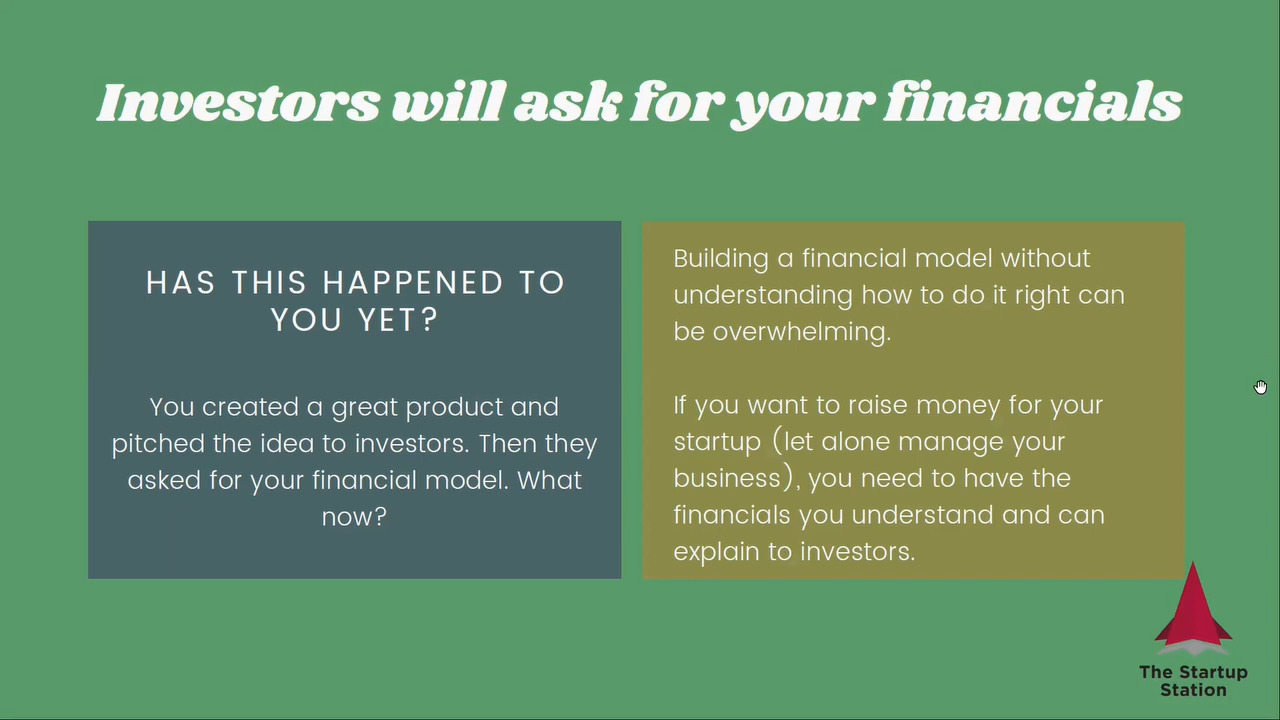 Investors will ask for your financials
HAS THIS HAPPENED TO
YOU YET?
You created a great product and
pitched the idea to investors. Then they
asked for your financial model. What
now?
Building a financial model without
understanding how to do it right can
be overwhelming.
If you want to raise money for your
startup (let alone manage your
business), you need to have the
financials you understand and can
explain to investors.
The Startup
Station